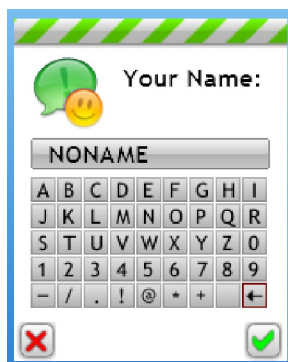 Your Name:
NONAME
A B C D E F G H I
J K L M N O P Q R
S T U V W X Y Z 0
1 2 3 4 5 6 7 8 9
- / . ! @ * + ←